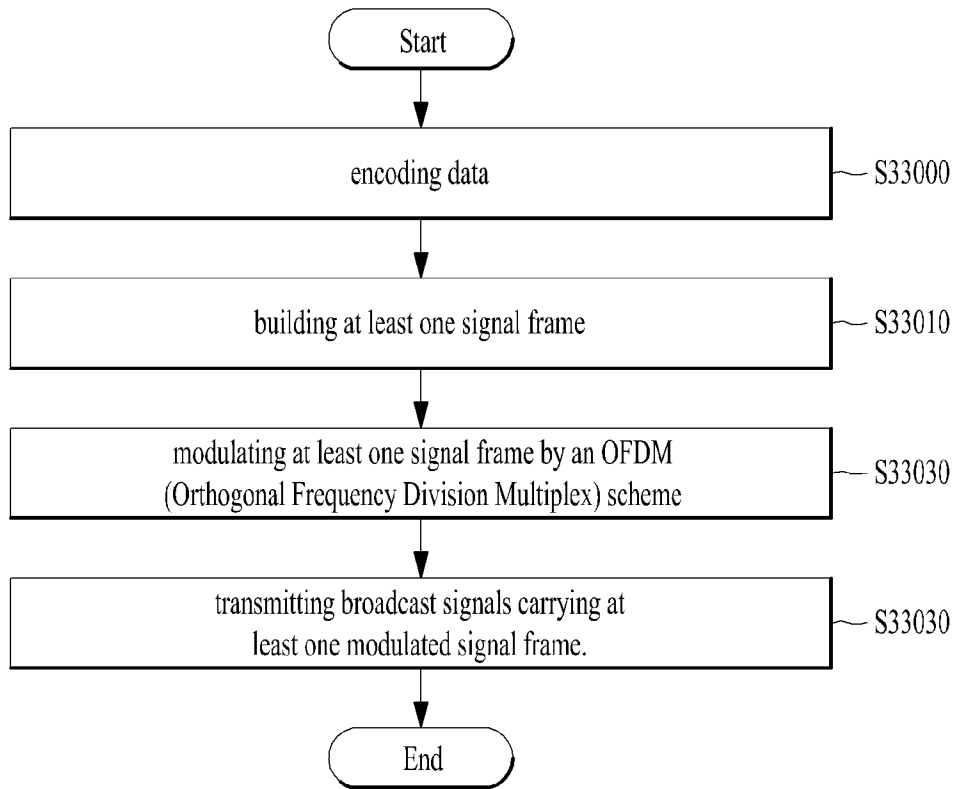 Start
encoding data
S33000
building at least one signal frame
S33010
modulating at least one signal frame by an OFDM
(Orthogonal Frequency Division Multiplex) scheme
S33030
transmitting broadcast signals carrying at
least one modulated signal frame.
S33030
End